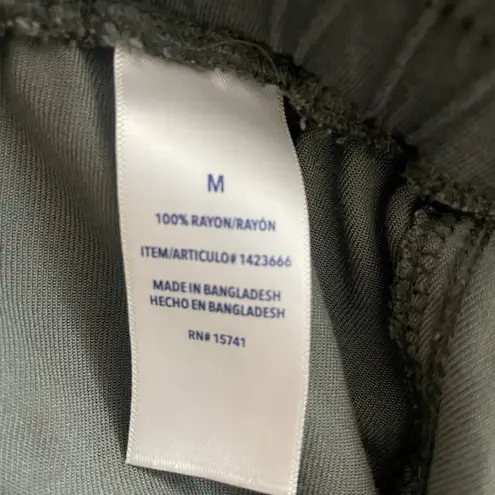 M
100% RAYON/RAYÓN
ITEM/ARTICULO# 1423666
MADE IN BANGLADESH
HECHO EN BANGLADESH
RN# 15741